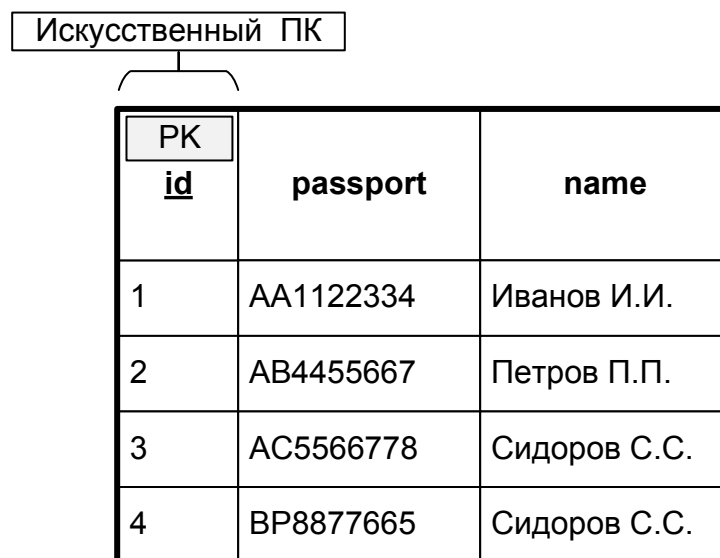 Искусственный ПК
PK
id passport name
1 AA1122334 Иванов И.И.
2 AB4455667 Петров П.П.
3 AC5566778 Сидоров С.С.
4 BP8877665 Сидоров С.С.